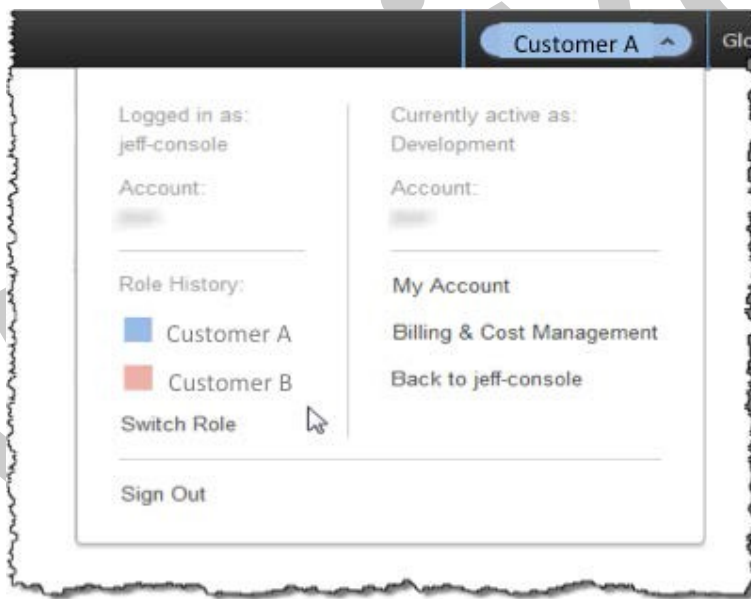 Customer A
Logged in as:
jeff-console
Account:
Currently active as:
Development
Account:
Role History:
Customer A
Customer B
Switch Role
My Account
Billing & Cost Management
Back to jeff-console
Sign Out